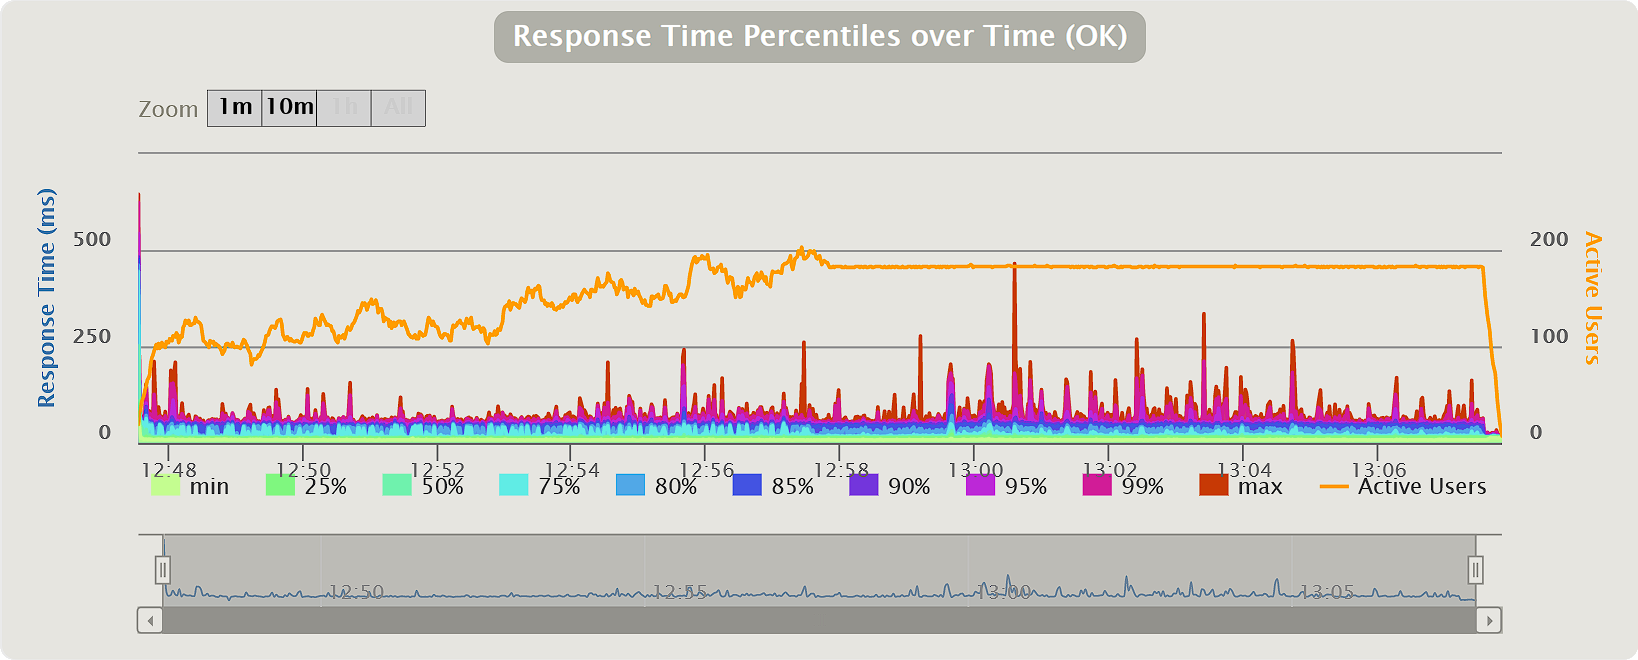 Response Time Percentiles over Time (OK)
Zoom 1m 10m 1h All
Response Time (ms)
500
250
0
200
100
0
Active Users
12:48 12:50 12:52 12:54 12:56 12:58 13:00 13:02 13:04 13:06
min 25% 50% 75% 80% 85% 90% 95% 99% max Active Users
12:50 12:55 13:00 13:05